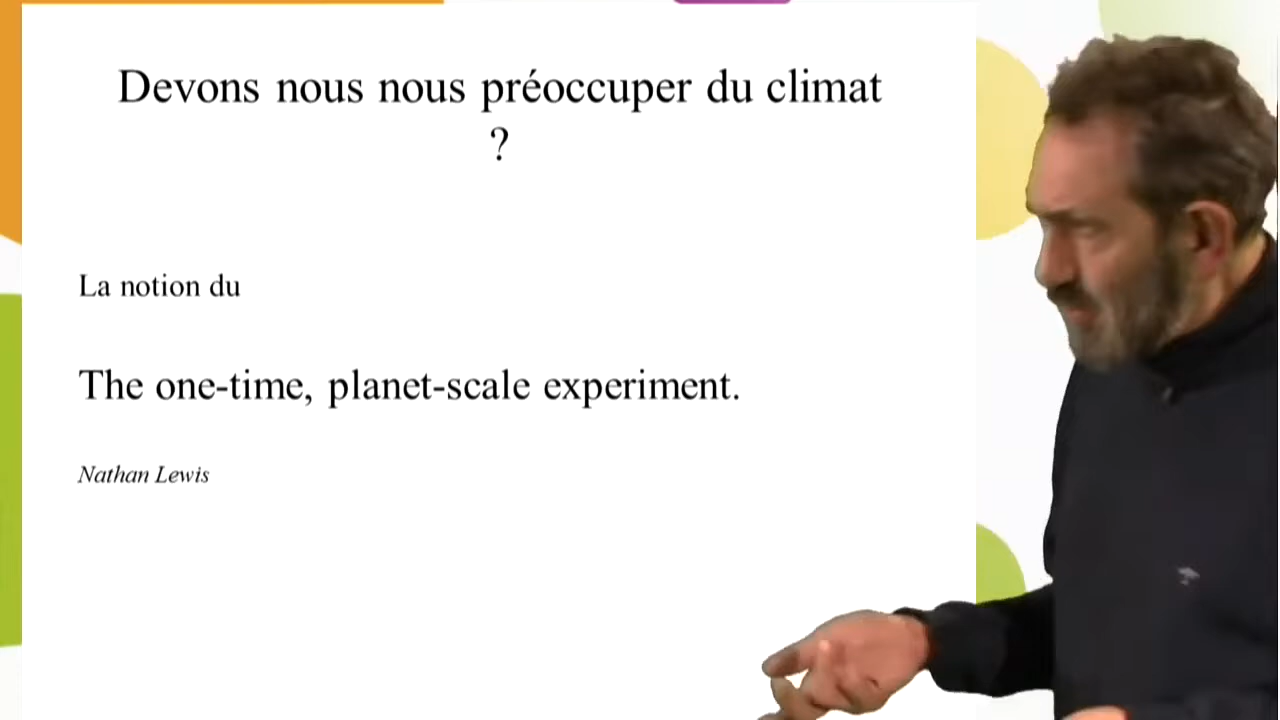 Devons nous nous préoccuper du climat
?
La notion du
The one-time, planet-scale experiment.
Nathan Lewis